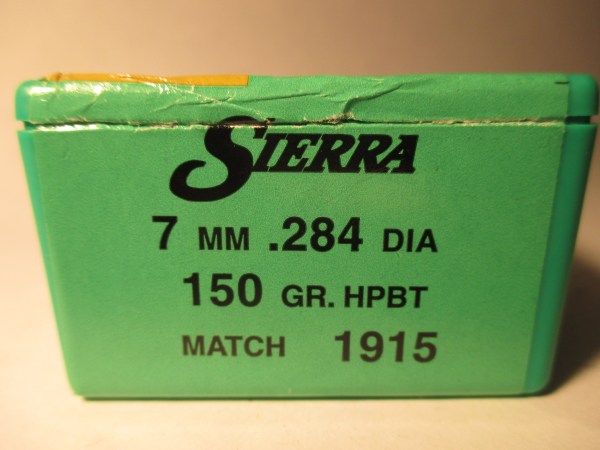 SIERRA
7 MM .284 DIA
150 GR. HPBT
MATCH 1915